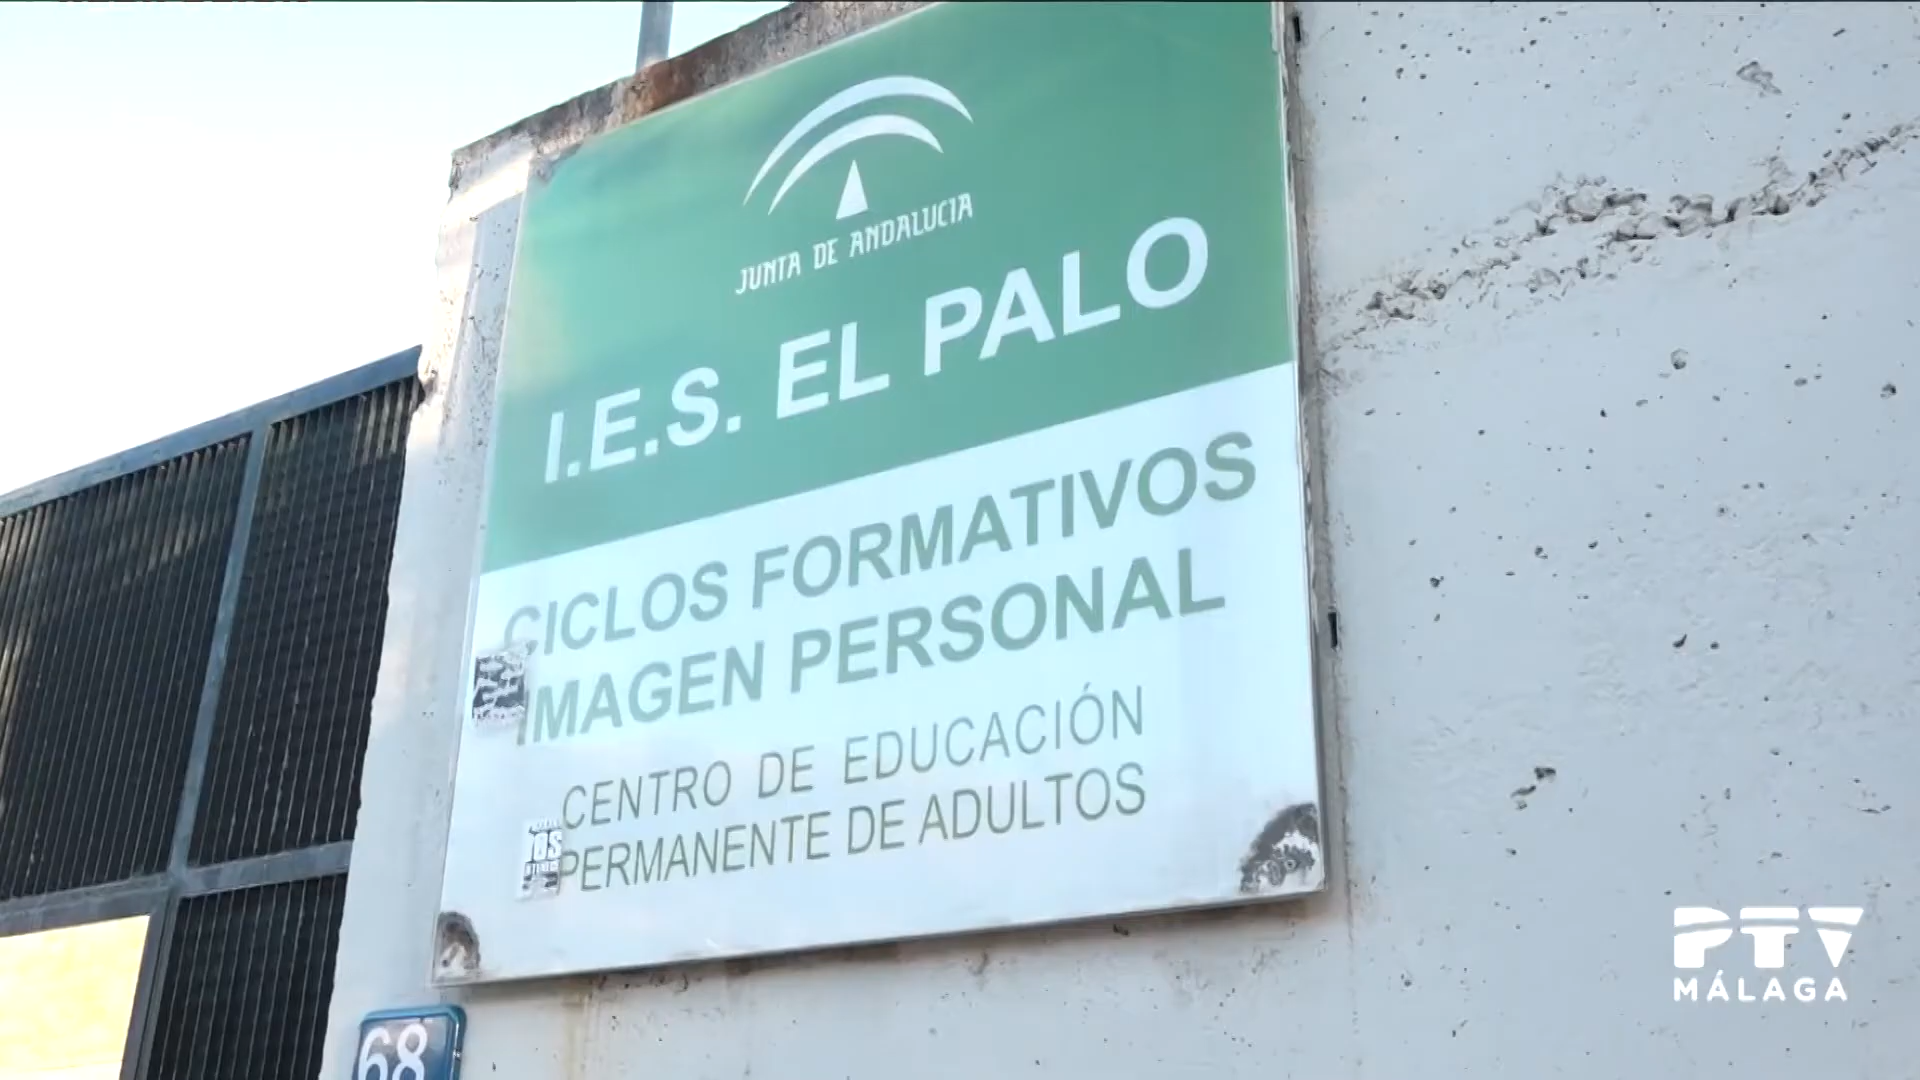 JUNTA DE ANDALUCIA
I.E.S. EL PALO
CICLOS FORMATIVOS
IMAGEN PERSONAL
CENTRO DE EDUCACIÓN
PERMANENTE DE ADULTOS
68
PTV
MÁLAGA